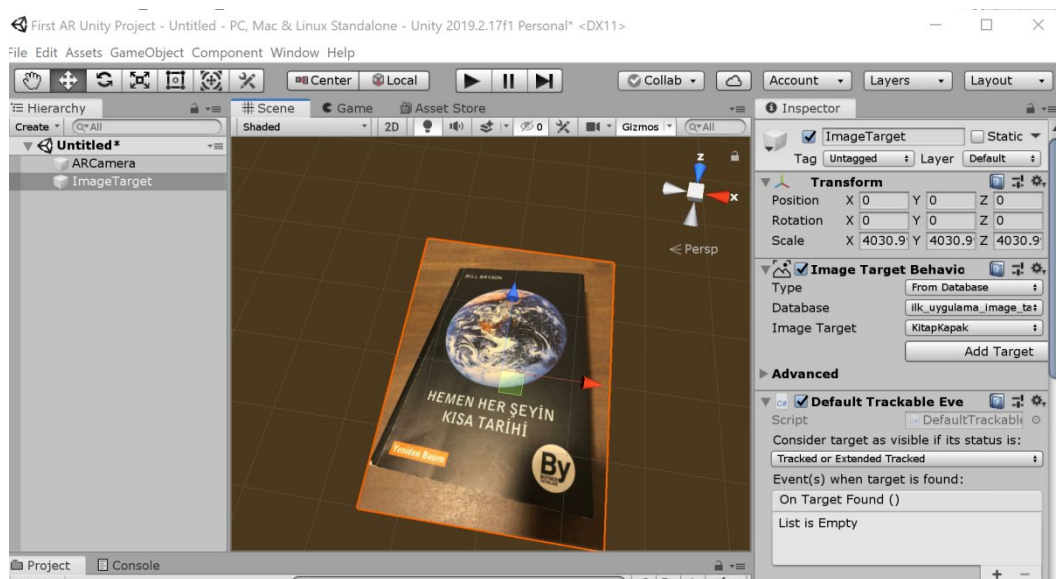 First AR Unity Project - Untitled - PC, Mac & Linux Standalone - Unity 2019.2.17f1 Personal* <DX11>
File Edit Assets GameObject Component Window Help
Center Local Collab Account Layers Layout
Hierarchy
Create All
Untitled*
ARCamera
ImageTarget
Scene Game Asset Store
Shaded 2D 0 Gizmos All
z
x
Persp
BILL BRYSON
HEMEN HER ŞEYİN
KISA TARİHİ
Yeniden Basım
By
Inspector
ImageTarget Static
Tag Untagged Layer Default
Transform
Position X 0 Y 0 Z 0
Rotation X 0 Y 0 Z 0
Scale X 4030.9 Y 4030.9 Z 4030.9
Image Target Behavio
Type From Database
Database ilk_uygulama_image_ta
Image Target KitapKapak
Add Target
Advanced
Default Trackable Eve
Script DefaultTrackable
Consider target as visible if its status is:
Tracked or Extended Tracked
Event(s) when target is found:
On Target Found ()
List is Empty
Project Console